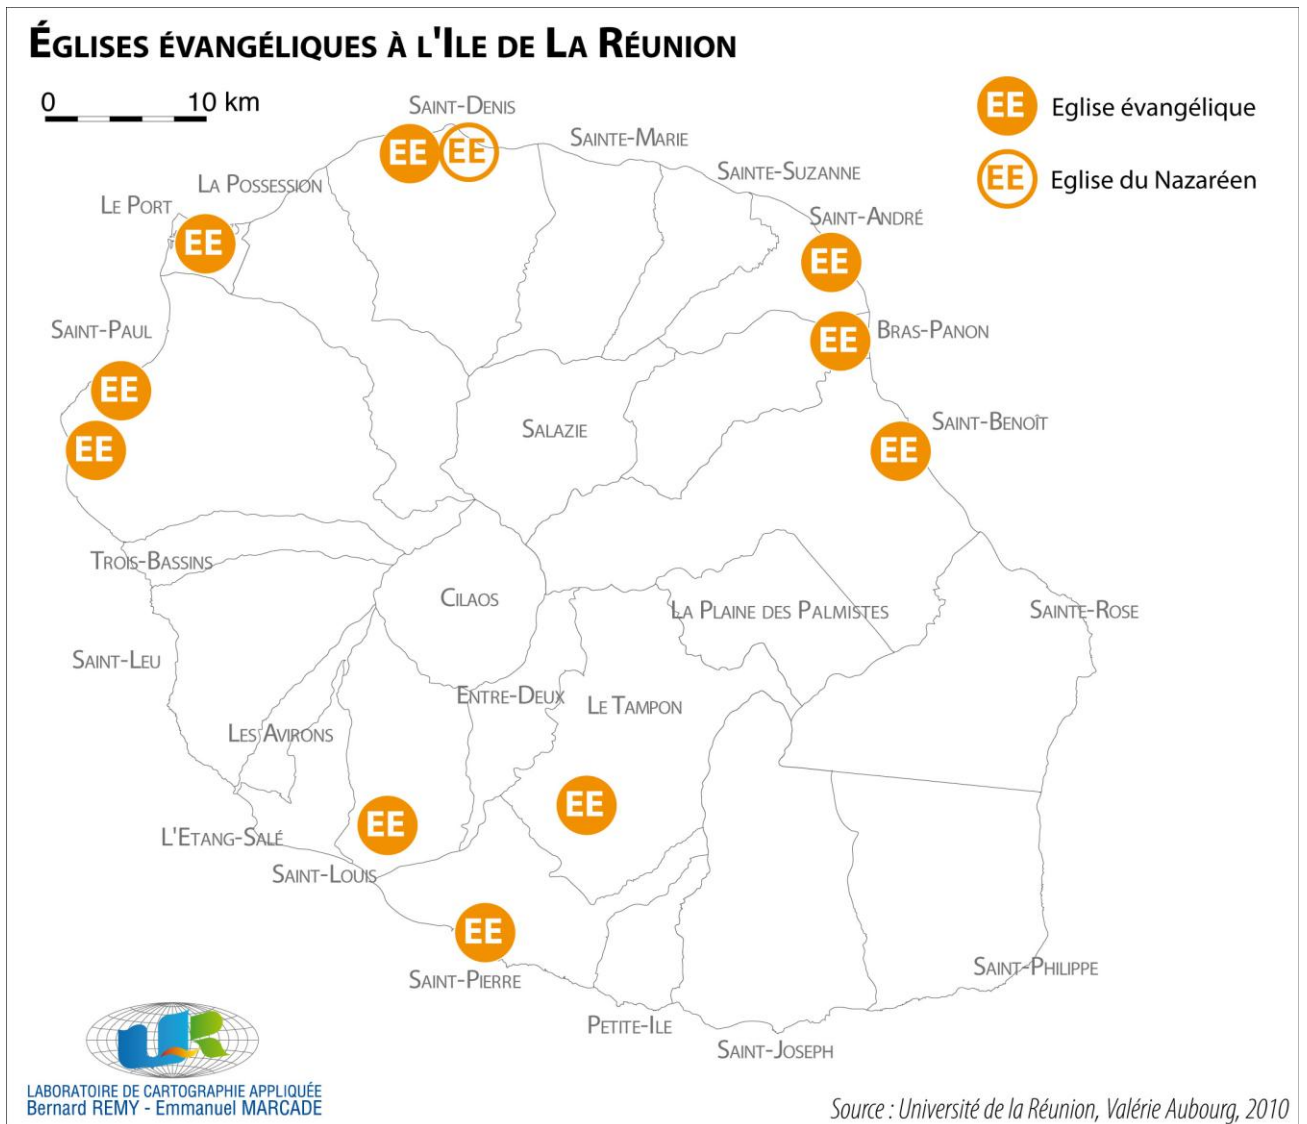 ÉGLISES ÉVANGÉLIQUES À L'ILE DE LA RÉUNION
0 10 km
EE Eglise évangélique
EE Eglise du Nazaréen
SAINT-DENIS
EE EE
SAINTE-MARIE
SAINTE-SUZANNE
LA POSSESSION
LE PORT
EE
SAINT-ANDRÉ
EE
SAINT-PAUL
EE
EE
BRAS-PANON
EE
SALAZIE
SAINT-BENOÎT
EE
TROIS-BASSINS
CILAOS
LA PLAINE DES PALMISTES
SAINTE-ROSE
SAINT-LEU
ENTRE-DEUX
LE TAMPON
LES AVIRONS
EE
EE
L'ETANG-SALÉ
SAINT-LOUIS
EE
SAINT-PIERRE
SAINT-PHILIPPE
PETITE-ILE
SAINT-JOSEPH
UR
LABORATOIRE DE CARTOGRAPHIE APPLIQUÉE
Bernard REMY - Emmanuel MARCADE
Source : Université de la Réunion, Valérie Aubourg, 2010